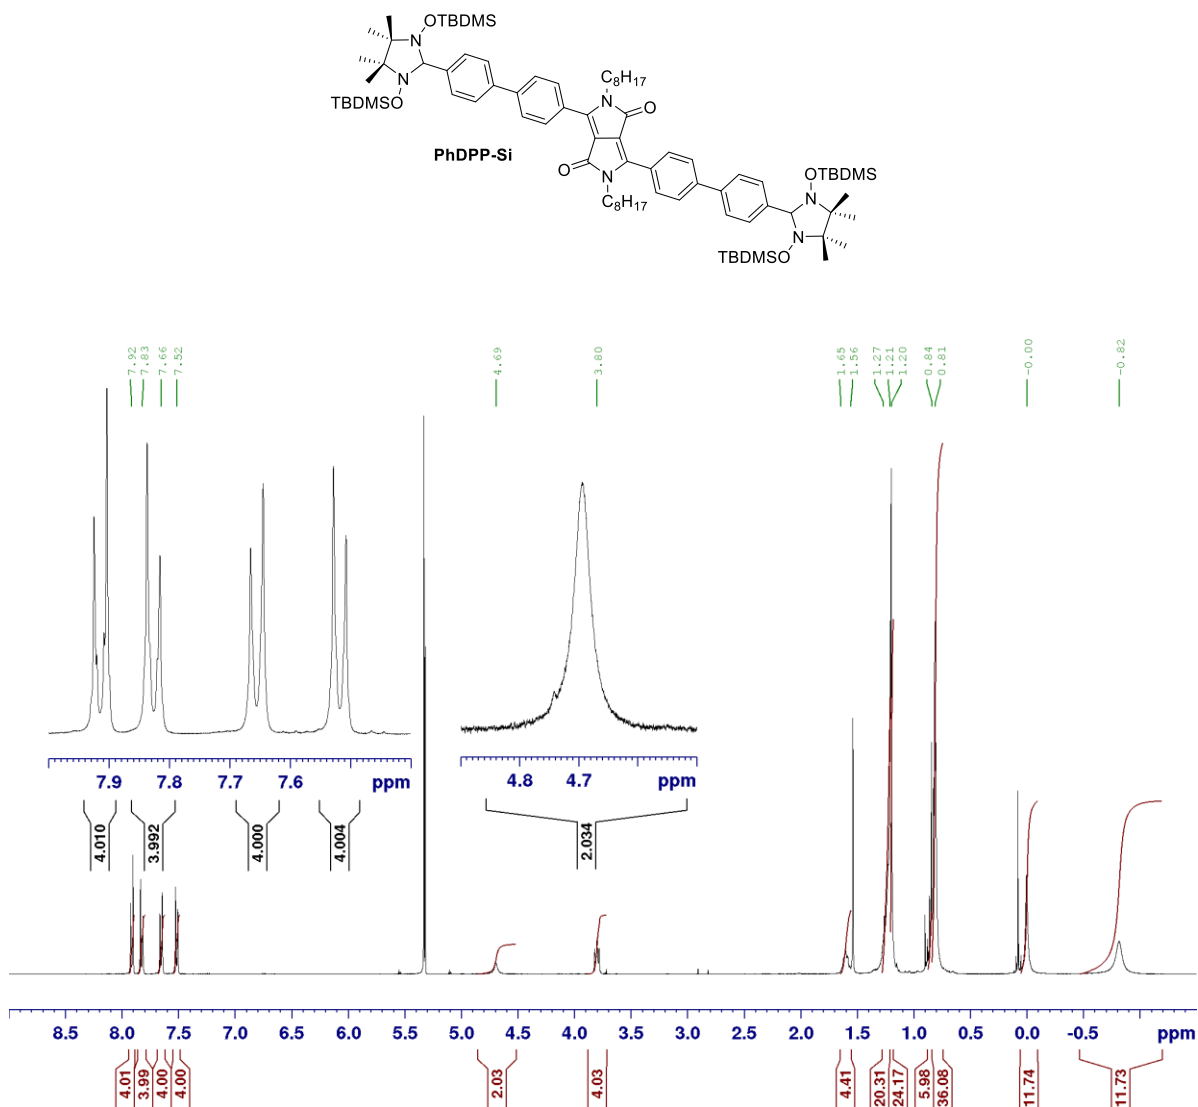 OTBDMS
N
C8H17
N
O
N
TBDMSO
PhDPP-Si
O
OTBDMS
N
N
C8H17
N
TBDMSO
7.92
7.83
7.66
7.52
4.69
3.80
1.65
1.56
1.27
1.21
1.20
0.84
0.81
-0.00
-0.82
7.9 7.8 7.7 7.6 ppm
4.8 4.7 ppm
4.010
3.992
4.000
4.004
2.034
8.5 8.0 7.5 7.0 6.5 6.0 5.5 5.0 4.5 4.0 3.5 3.0 2.5 2.0 1.5 1.0 0.5 0.0 -0.5 ppm
4.01
3.99
4.00
4.00
2.03
4.03
4.41
20.31
24.17
5.98
36.08
11.74
11.73